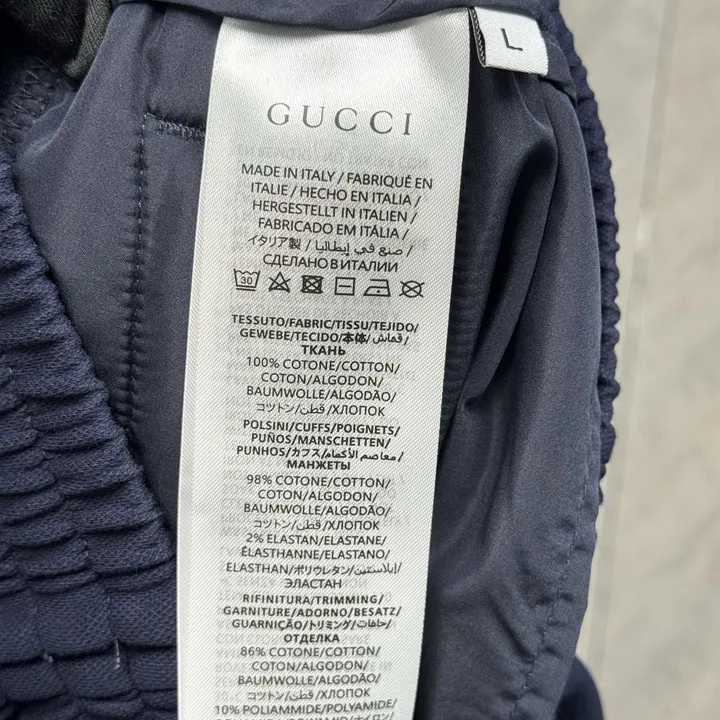 L
GUCCI
MADE IN ITALY / FABRIQUÉ EN
ITALIE / HECHO EN ITALIA /
HERGESTELLT IN ITALIEN /
FABRICADO EM ITÁLIA /
イタリア製 / صنع في إيطاليا /
СДЕЛАНО В ИТАЛИИ
30
TESSUTO/FABRIC/TISSU/TEJIDO/
GEWEBE/TECIDO/本体/قماش/
ТКАНЬ
100% COTONE/COTTON/
COTON/ALGODON/
BAUMWOLLE/ALGODÃO/
コツトン/قطن/ХЛОПОК
POLSINI/CUFFS/POIGNETS/
PUÑOS/MANSCHETTEN/
PUNHOS/カフス/معاصم الأكمام/
МАНЖЕТЫ
98% COTONE/COTTON/
COTON/ALGODON/
BAUMWOLLE/ALGODÃO/
コツトン/قطن/ХЛОПОК
2% ELASTAN/ELASTANE/
ÉLASTHANNE/ELASTANO/
ELASTHAN/ポリウレタン/إيلاستين/
ЭЛАСТАН
RIFINITURA/TRIMMING/
GARNITURE/ADORNO/BESATZ/
GUARNIÇÃO/トリミング/حافات/
ОТДЕЛКА
86% COTONE/COTTON/
COTON/ALGODON/
BAUMWOLLE/ALGODÃO/
コツトン/قطن/ХЛОПОК
10% POLIAMMIDE/POLYAMIDE/